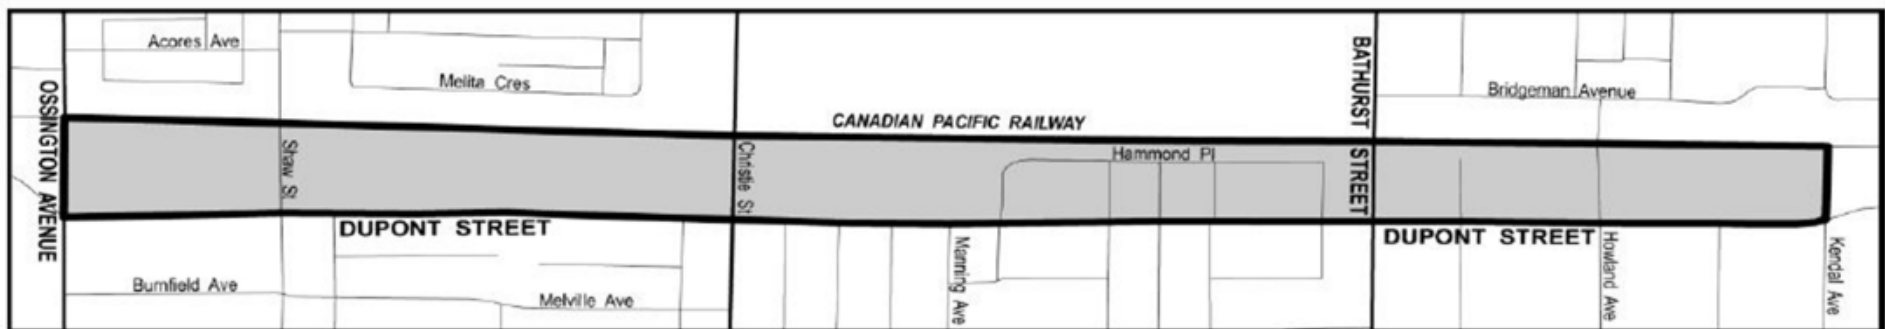 Acores Ave
Melita Cres
OSSINGTON AVENUE
CANADIAN PACIFIC RAILWAY
BATHURST STREET
Bridgeman Avenue
Shaw St
Christie St
Hammond Pl
DUPONT STREET
DUPONT STREET
Manning Ave
Howland Ave
Kendal Ave
Burnfield Ave
Melville Ave